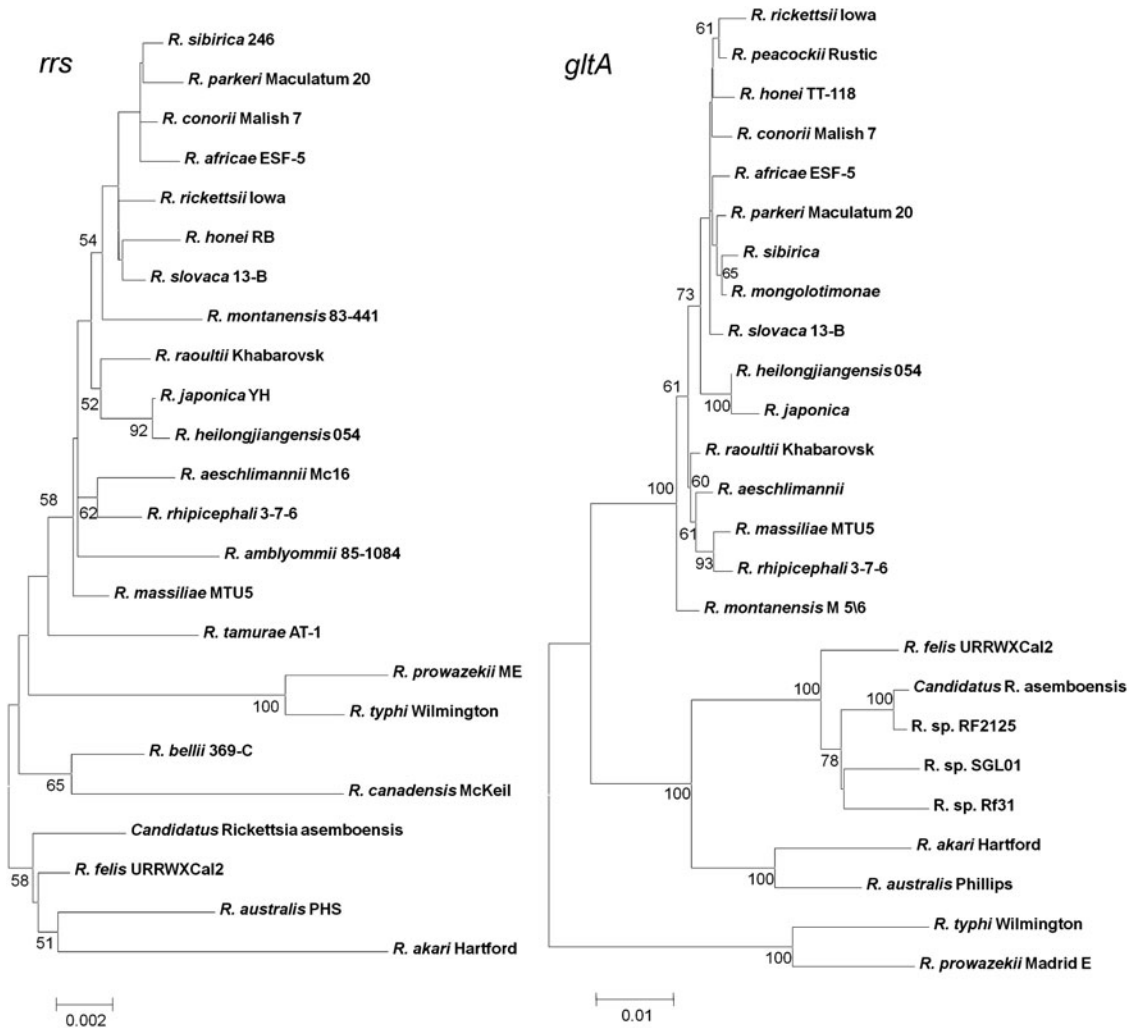 rrs
R. sibirica 246
R. parkeri Maculatum 20
R. conorii Malish 7
R. africae ESF-5
R. rickettsii Iowa
R. honei RB
54
R. slovaca 13-B
R. montanensis 83-441
R. raoultii Khabarovsk
R. japonica YH
52
92
R. heilongjiangensis 054
R. aeschlimannii Mc16
58
62
R. rhipicephali 3-7-6
R. amblyommii 85-1084
R. massiliae MTU5
R. tamurae AT-1
R. prowazekii ME
100
R. typhi Wilmington
R. bellii 369-C
65
R. canadensis McKeil
Candidatus Rickettsia asemboensis
R. felis URRWXCal2
58
R. australis PHS
51
R. akari Hartford
0.002
gltA
R. rickettsii Iowa
61
R. peacockii Rustic
R. honei TT-118
R. conorii Malish 7
R. africae ESF-5
R. parkeri Maculatum 20
R. sibirica
65
R. mongolotimonae
73
R. slovaca 13-B
R. heilongjiangensis 054
61
100
R. japonica
R. raoultii Khabarovsk
60
100
R. aeschlimannii
61
R. massiliae MTU5
93
R. rhipicephali 3-7-6
R. montanensis M 5\6
R. felis URRWXCal2
100
Candidatus R. asemboensis
100
R. sp. RF2125
78
R. sp. SGL01
100
R. sp. Rf31
R. akari Hartford
100
R. australis Phillips
R. typhi Wilmington
100
R. prowazekii Madrid E
0.01